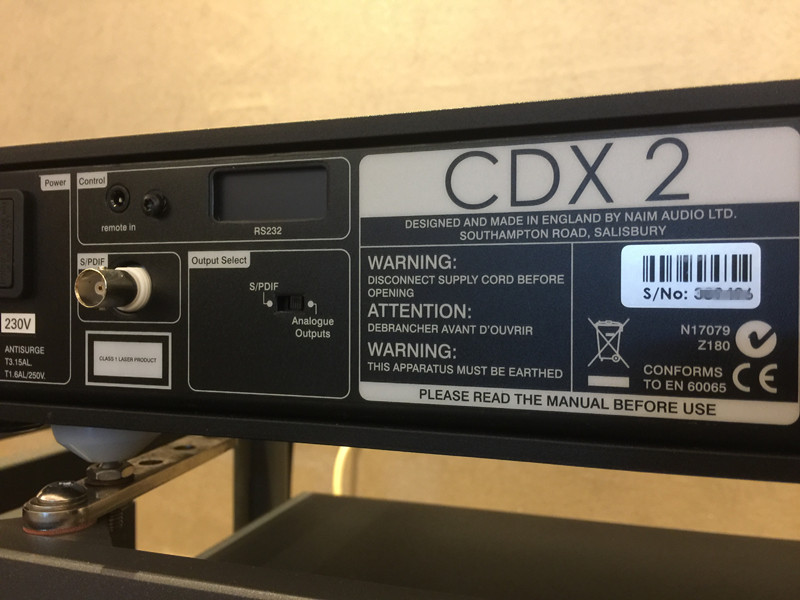 Power
Control
remote in
RS232
S/PDIF
230V
ANTISURGE
T3.15AL.
T1.6AL/250V.
CLASS 1 LASER PRODUCT
Output Select
S/PDIF
Analogue
Outputs
CDX 2
DESIGNED AND MADE IN ENGLAND BY NAIM AUDIO LTD.
SOUTHAMPTON ROAD, SALISBURY
WARNING:
DISCONNECT SUPPLY CORD BEFORE
OPENING
ATTENTION:
DEBRANCHER AVANT D'OUVRIR
WARNING:
THIS APPARATUS MUST BE EARTHED
S/No:
N17079
Z180
CONFORMS
TO EN 60065
CE
PLEASE READ THE MANUAL BEFORE USE